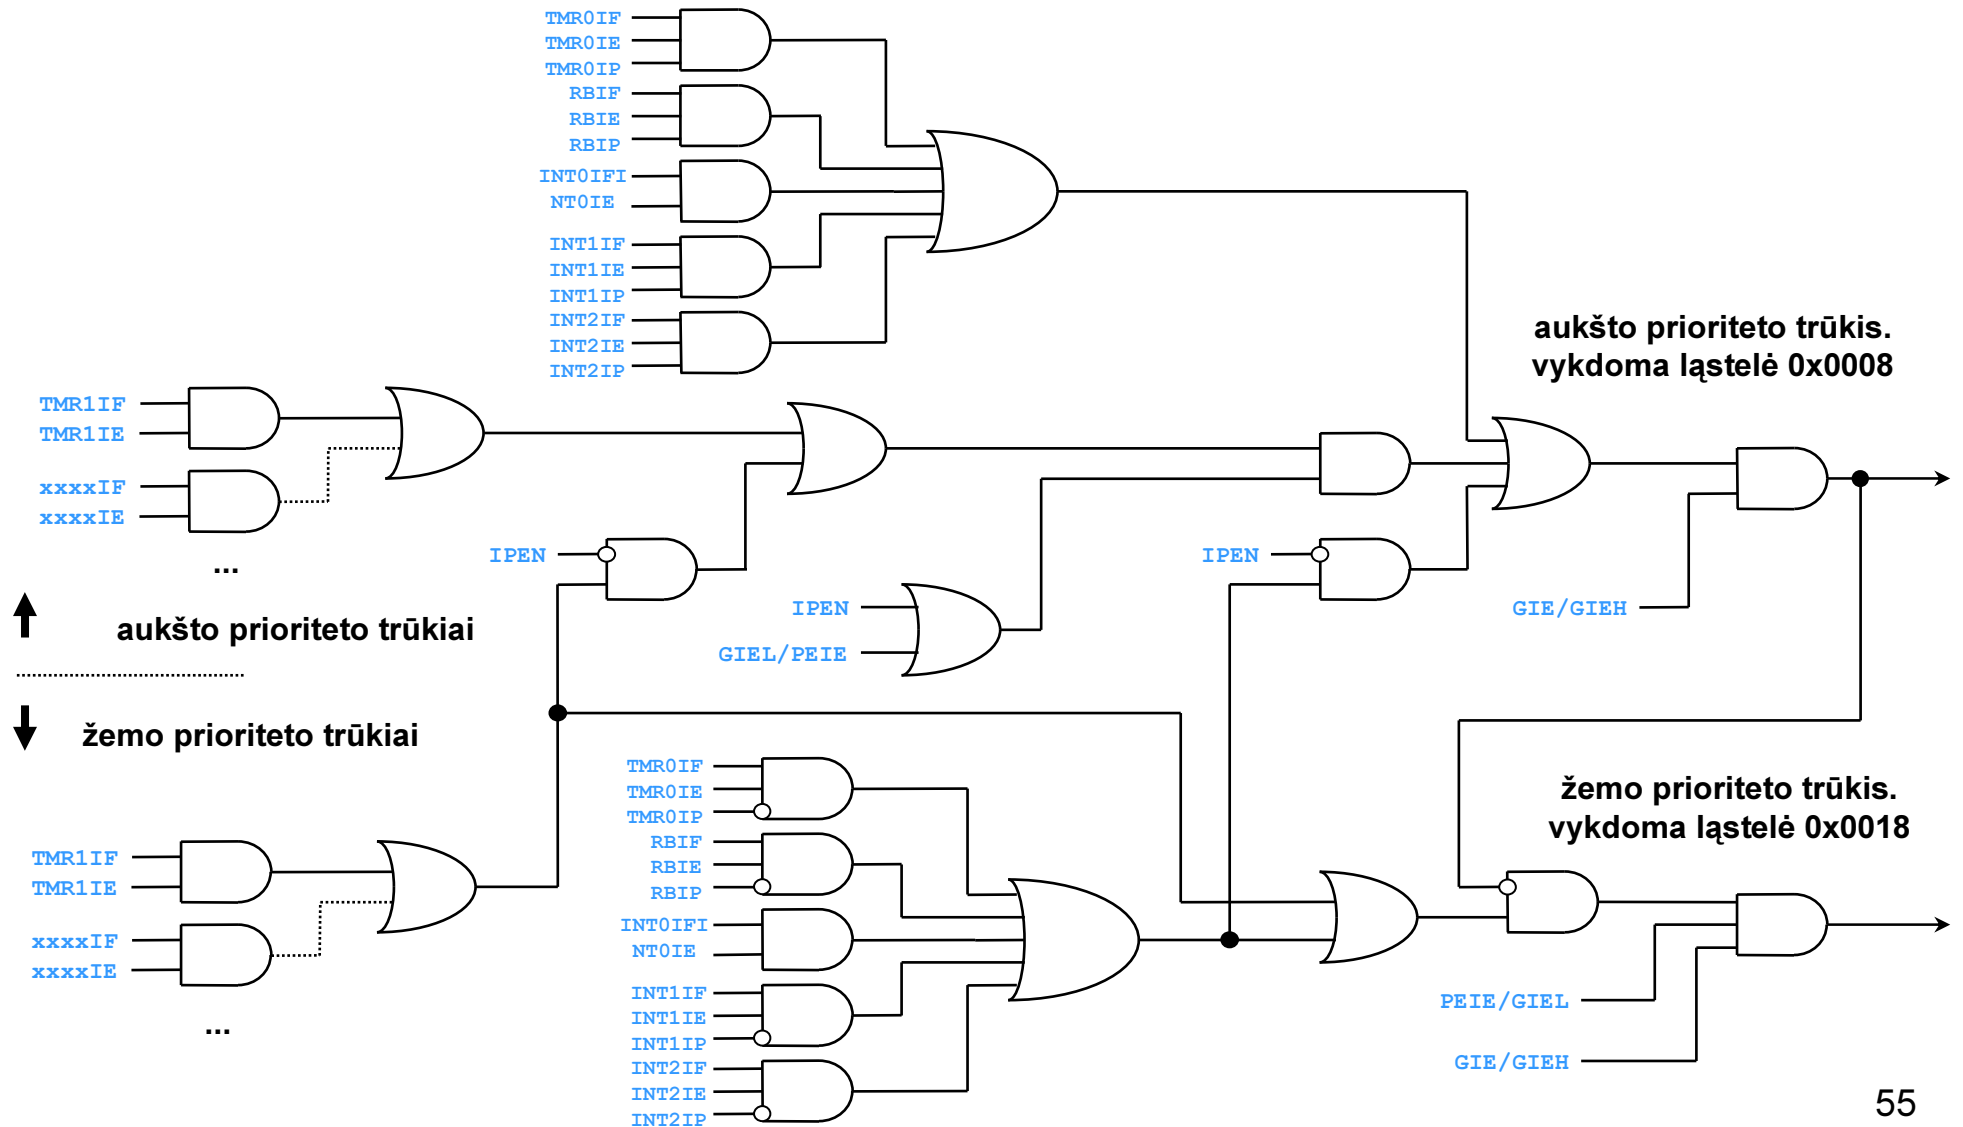 TMR0IF
TMR0IE
TMR0IP
RBIF
RBIE
RBIP
INT0IFI
NT0IE
INT1IF
INT1IE
INT1IP
INT2IF
INT2IE
INT2IP
aukšto prioriteto trūkis.
vykdoma ląstelė 0x0008
TMR1IF
TMR1IE
xxxxIF
xxxxIE
...
IPEN
IPEN
IPEN
GIEL/PEIE
GIE/GIEH
aukšto prioriteto trūkiai
žemo prioriteto trūkiai
TMR0IF
TMR0IE
TMR0IP
RBIF
RBIE
RBIP
INT0IFI
NT0IE
INT1IF
INT1IE
INT1IP
INT2IF
INT2IE
INT2IP
žemo prioriteto trūkis.
vykdoma ląstelė 0x0018
TMR1IF
TMR1IE
xxxxIF
xxxxIE
...
PEIE/GIEL
GIE/GIEH
55